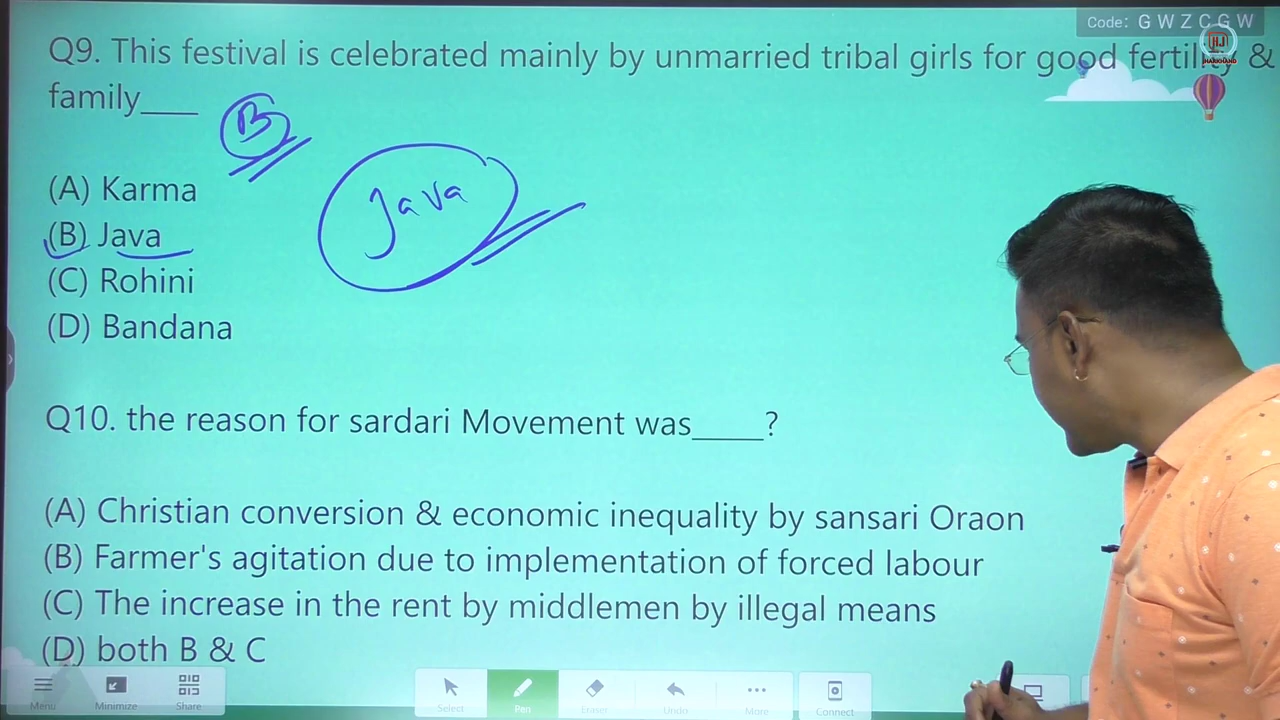 Code: G W Z C G W
Q9. This festival is celebrated mainly by unmarried tribal girls for good fertility &
family____
B
(A) Karma
Java
(B) Java
(C) Rohini
(D) Bandana
Q10. the reason for sardari Movement was_____?
(A) Christian conversion & economic inequality by sansari Oraon
(B) Farmer's agitation due to implementation of forced labour
(C) The increase in the rent by middlemen by illegal means
(D) both B & C
Menu Minimize Share Select Pen Eraser Undo More Connect